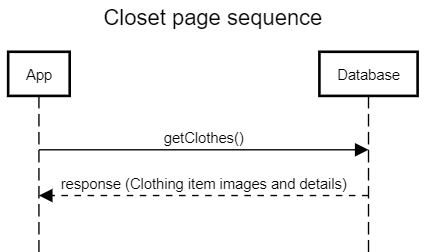 Closet page sequence
App
Database
getClothes()
response (Clothing item images and details)